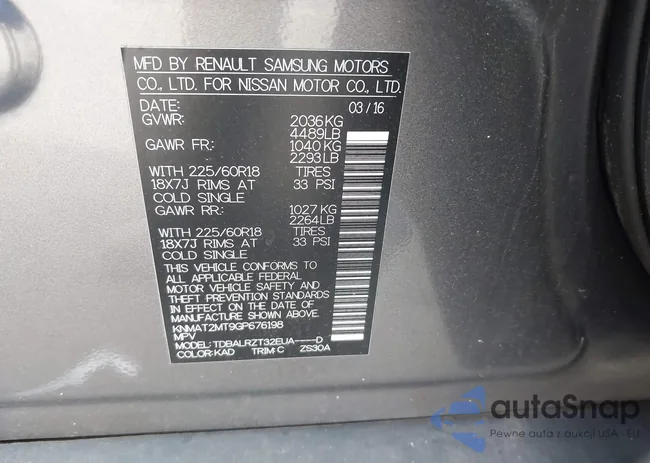 MFD BY RENAULT SAMSUNG MOTORS
CO., LTD. FOR NISSAN MOTOR CO., LTD.
DATE: 03/16
GVWR: 2036KG
4489LB
GAWR FR: 1040 KG
2293LB
WITH 225/60R18 TIRES
18X7J RIMS AT 33 PSI
COLD SINGLE
GAWR RR: 1027 KG
2264LB
WITH 225/60R18 TIRES
18X7J RIMS AT 33 PSI
COLD SINGLE
THIS VEHICLE CONFORMS TO
ALL APPLICABLE FEDERAL
MOTOR VEHICLE SAFETY AND
THEFT PREVENTION STANDARDS
IN EFFECT ON THE DATE OF
MANUFACTURE SHOWN ABOVE.
KNMAT2MT9GP676198
MPV
MODEL: TDBALRZT32EUA----D
COLOR: KAD TRIM: C ZS30A
autoSnap
Pewne auta z aukcji USA - EU